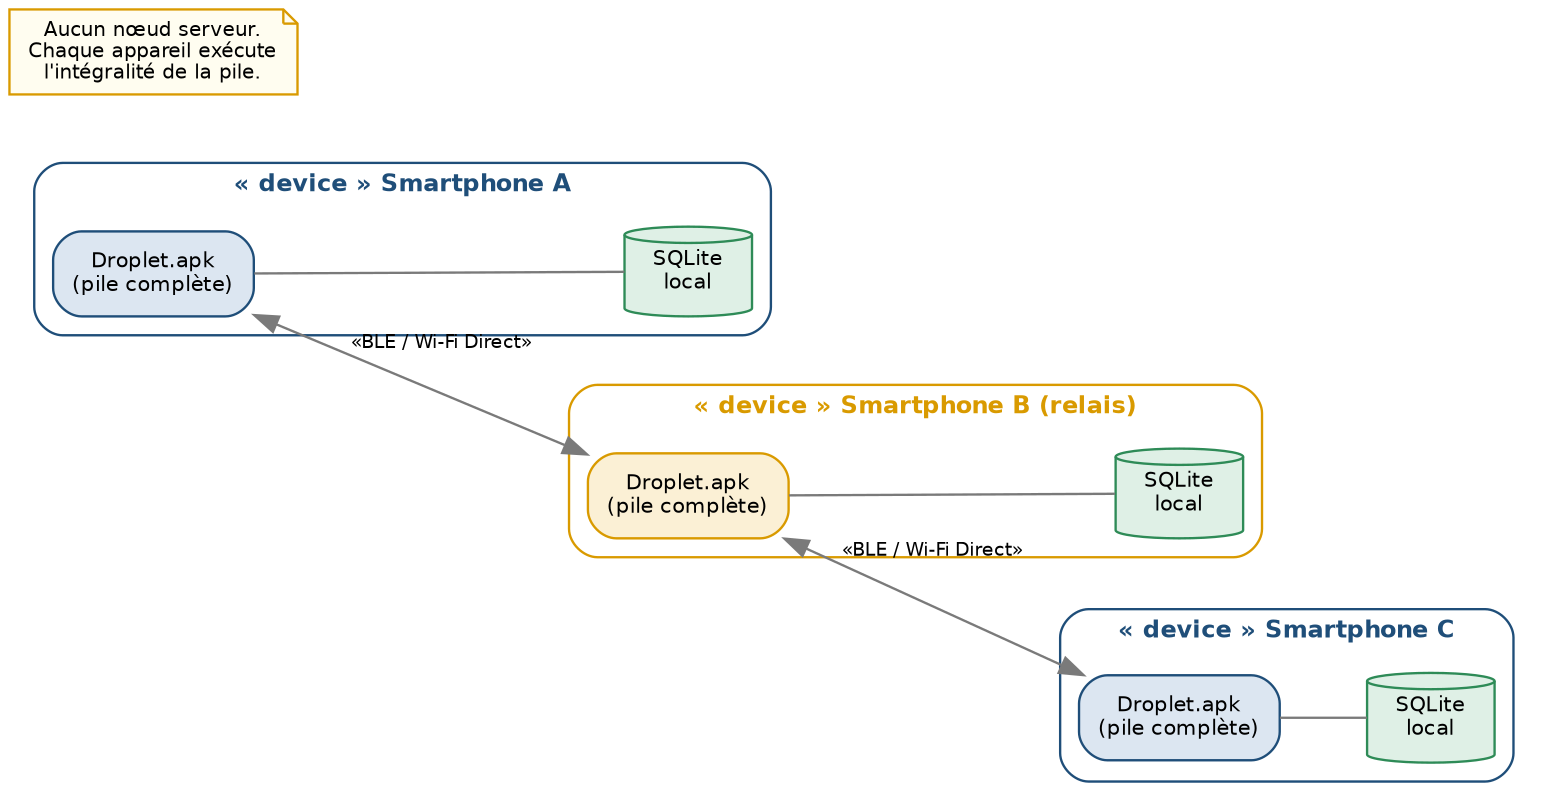 Aucun nœud serveur.
Chaque appareil exécute
l'intégralité de la pile.
« device » Smartphone A
Droplet.apk
(pile complète)
SQLite
local
«BLE / Wi-Fi Direct»
« device » Smartphone B (relais)
Droplet.apk
(pile complète)
SQLite
local
«BLE / Wi-Fi Direct»
« device » Smartphone C
Droplet.apk
(pile complète)
SQLite
local